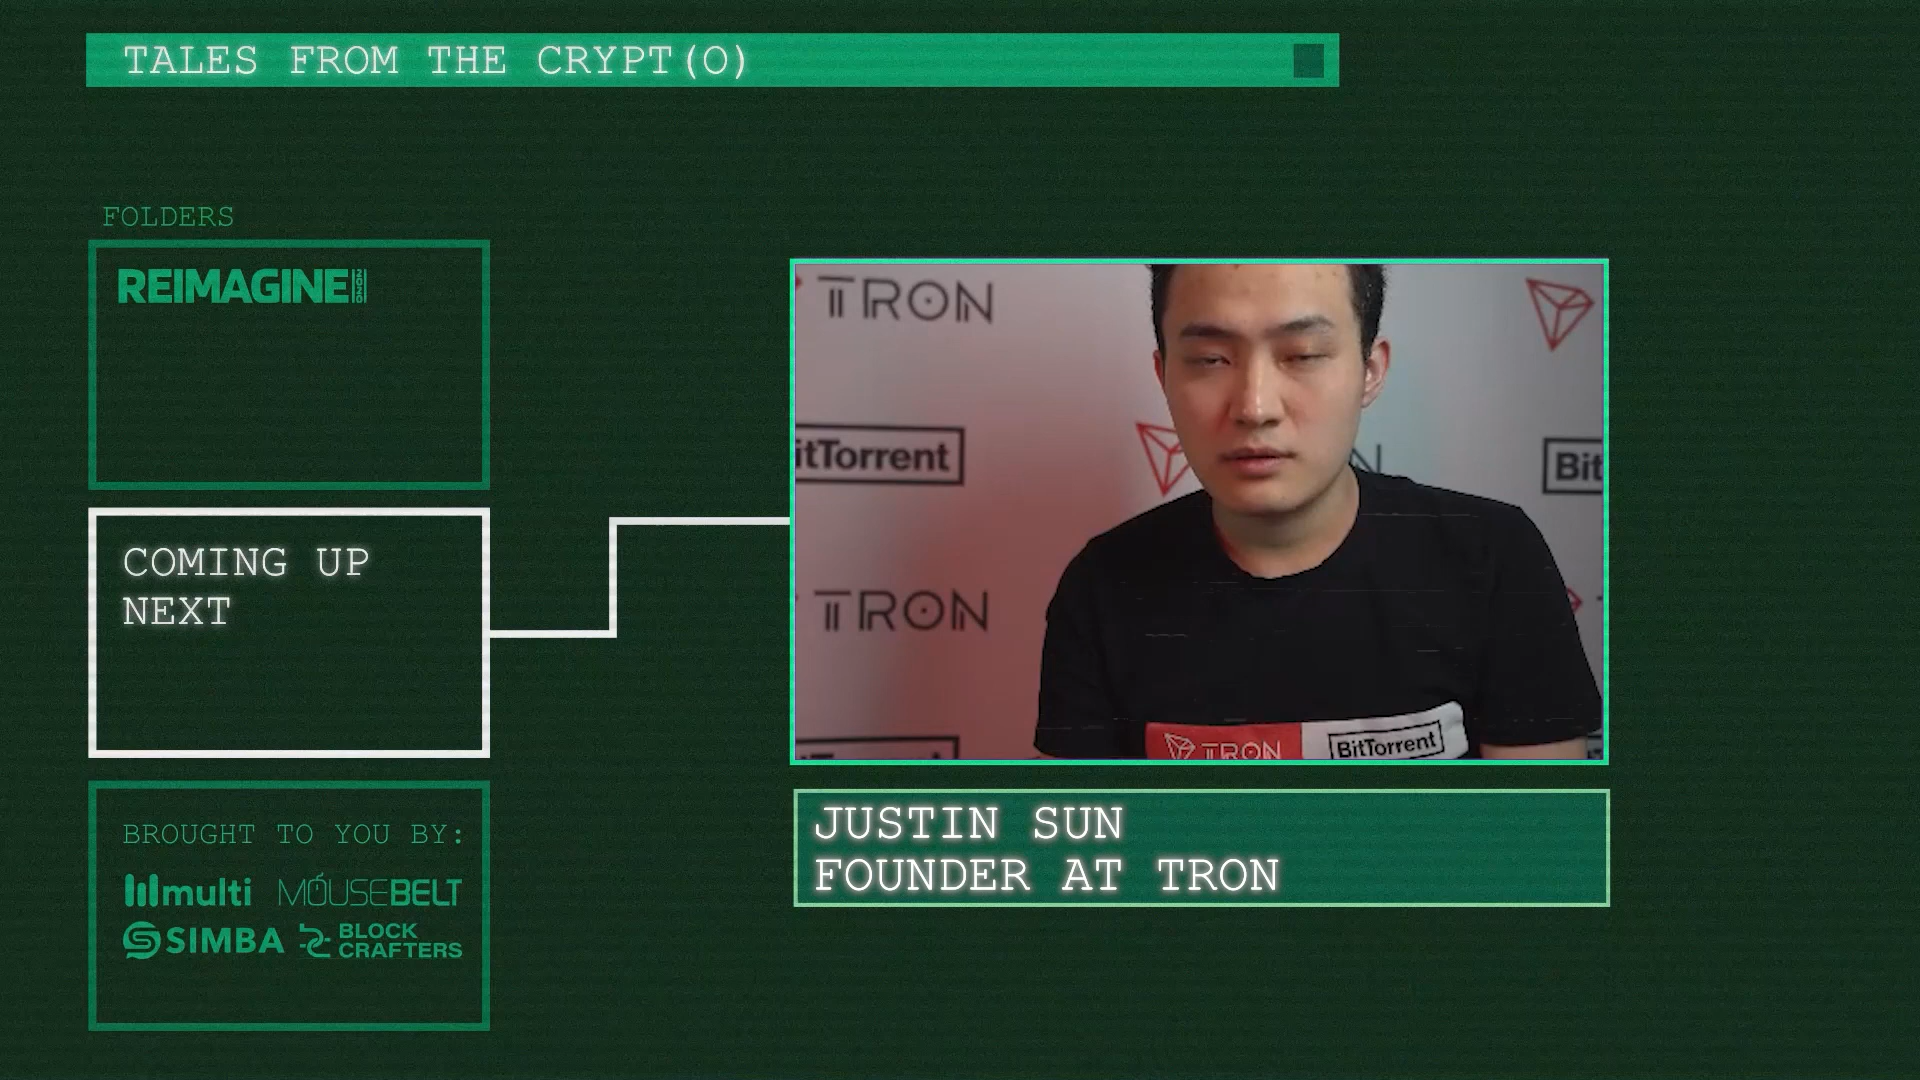 TALES FROM THE CRYPT(O)
FOLDERS
REIMAGINE 2020
COMING UP
NEXT
BROUGHT TO YOU BY:
multi MOUSEBELT
SIMBA BLOCK CRAFTERS
TRON
itTorrent
Bit
TRON
TRON BitTorrent
JUSTIN SUN
FOUNDER AT TRON